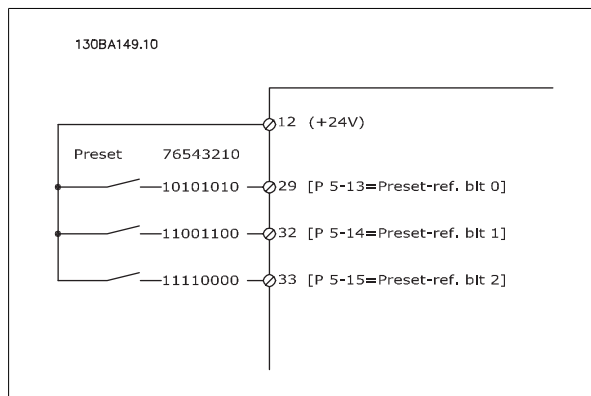 130BA149.10
12 (+24V)
Preset 76543210
10101010 29 [P 5-13=Preset-ref. bit 0]
11001100 32 [P 5-14=Preset-ref. bit 1]
11110000 33 [P 5-15=Preset-ref. bit 2]